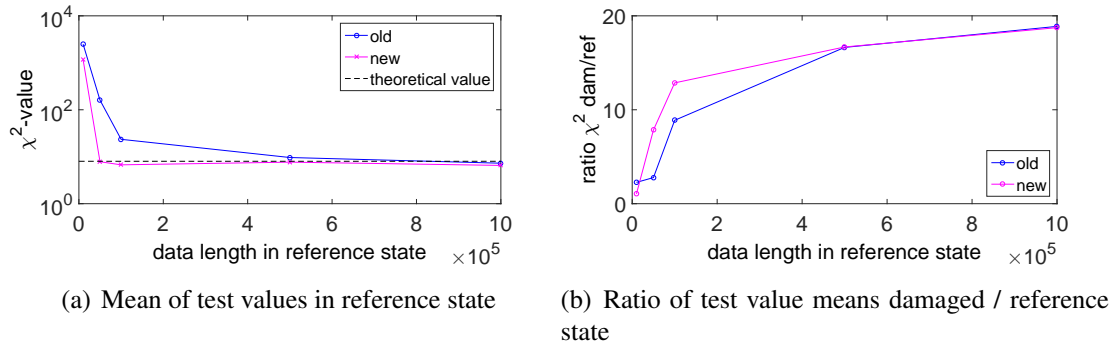 10^4
10^2
10^0
χ^2-value
old
new
theoretical value
0 2 4 6 8 10
data length in reference state ×10^5
(a) Mean of test values in reference state
20
10
0
ratio χ^2 dam/ref
old
new
0 2 4 6 8 10
data length in reference state ×10^5
(b) Ratio of test value means damaged / reference
state